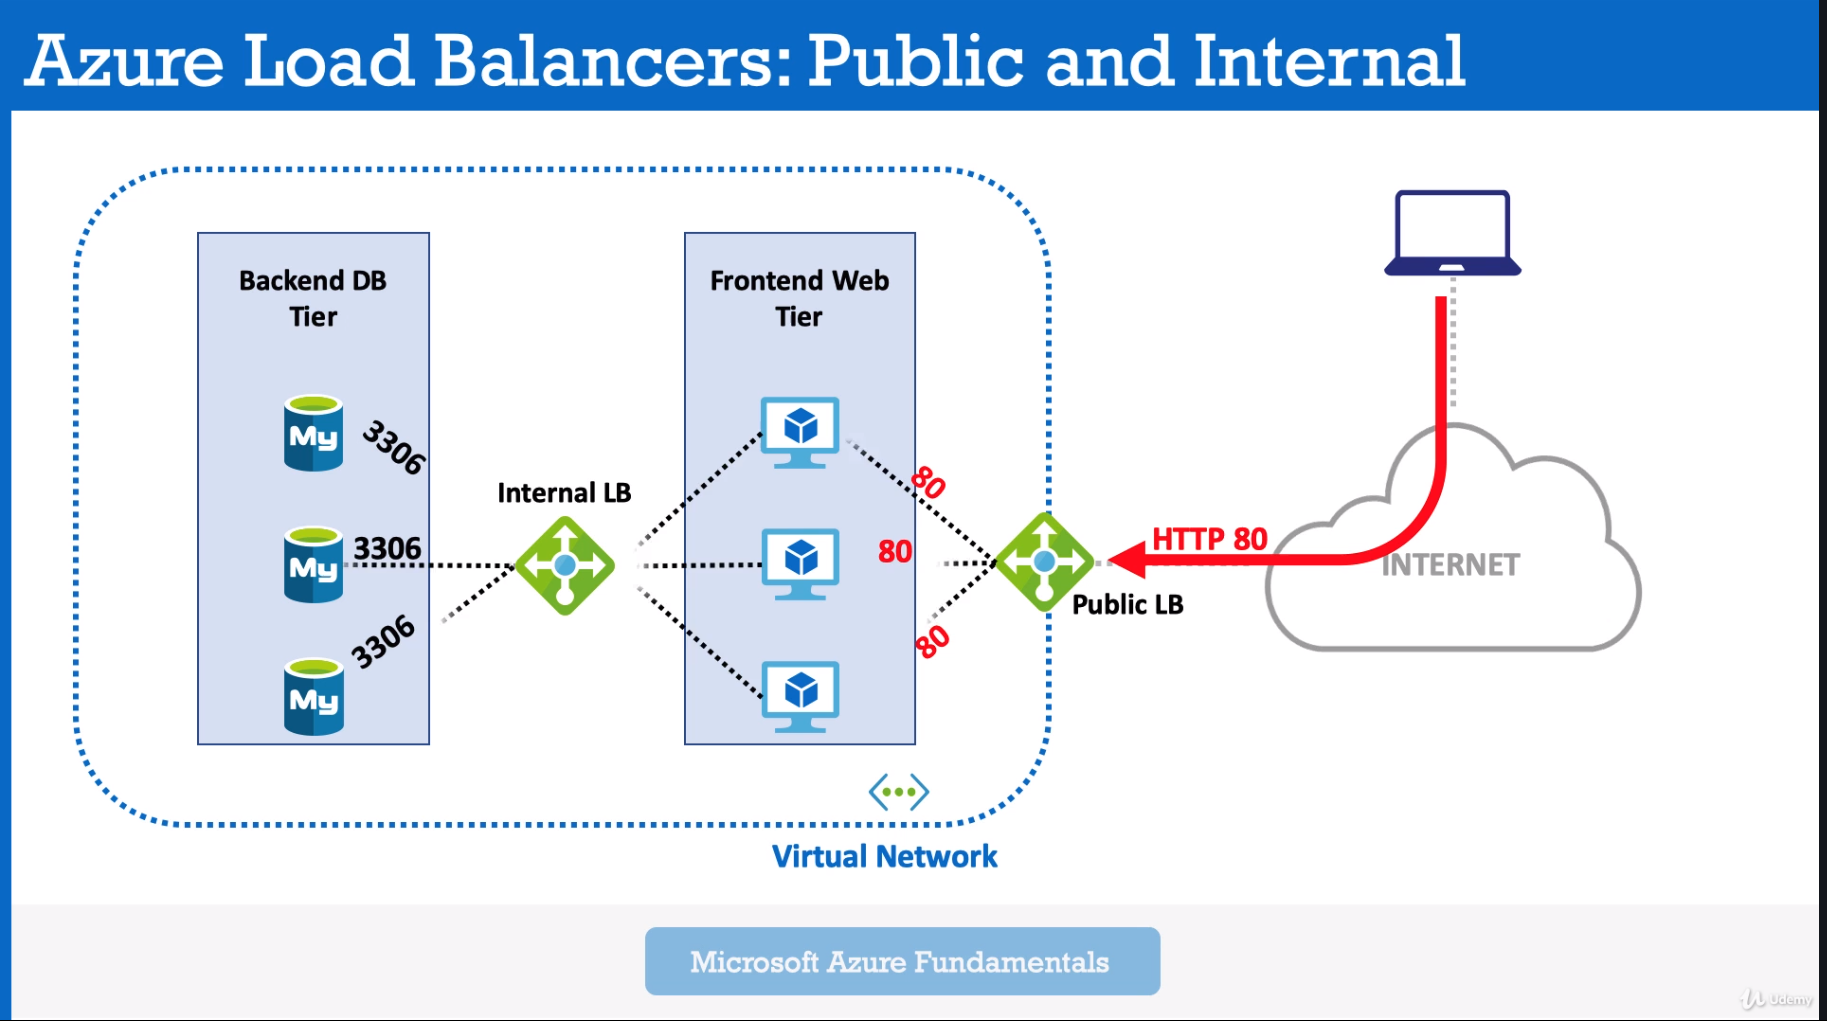 Azure Load Balancers: Public and Internal
Backend DB
Tier
Frontend Web
Tier
My
3306
My
3306
My
3306
Internal LB
80
80
80
HTTP 80
Public LB
INTERNET
Virtual Network
Microsoft Azure Fundamentals
Udemy